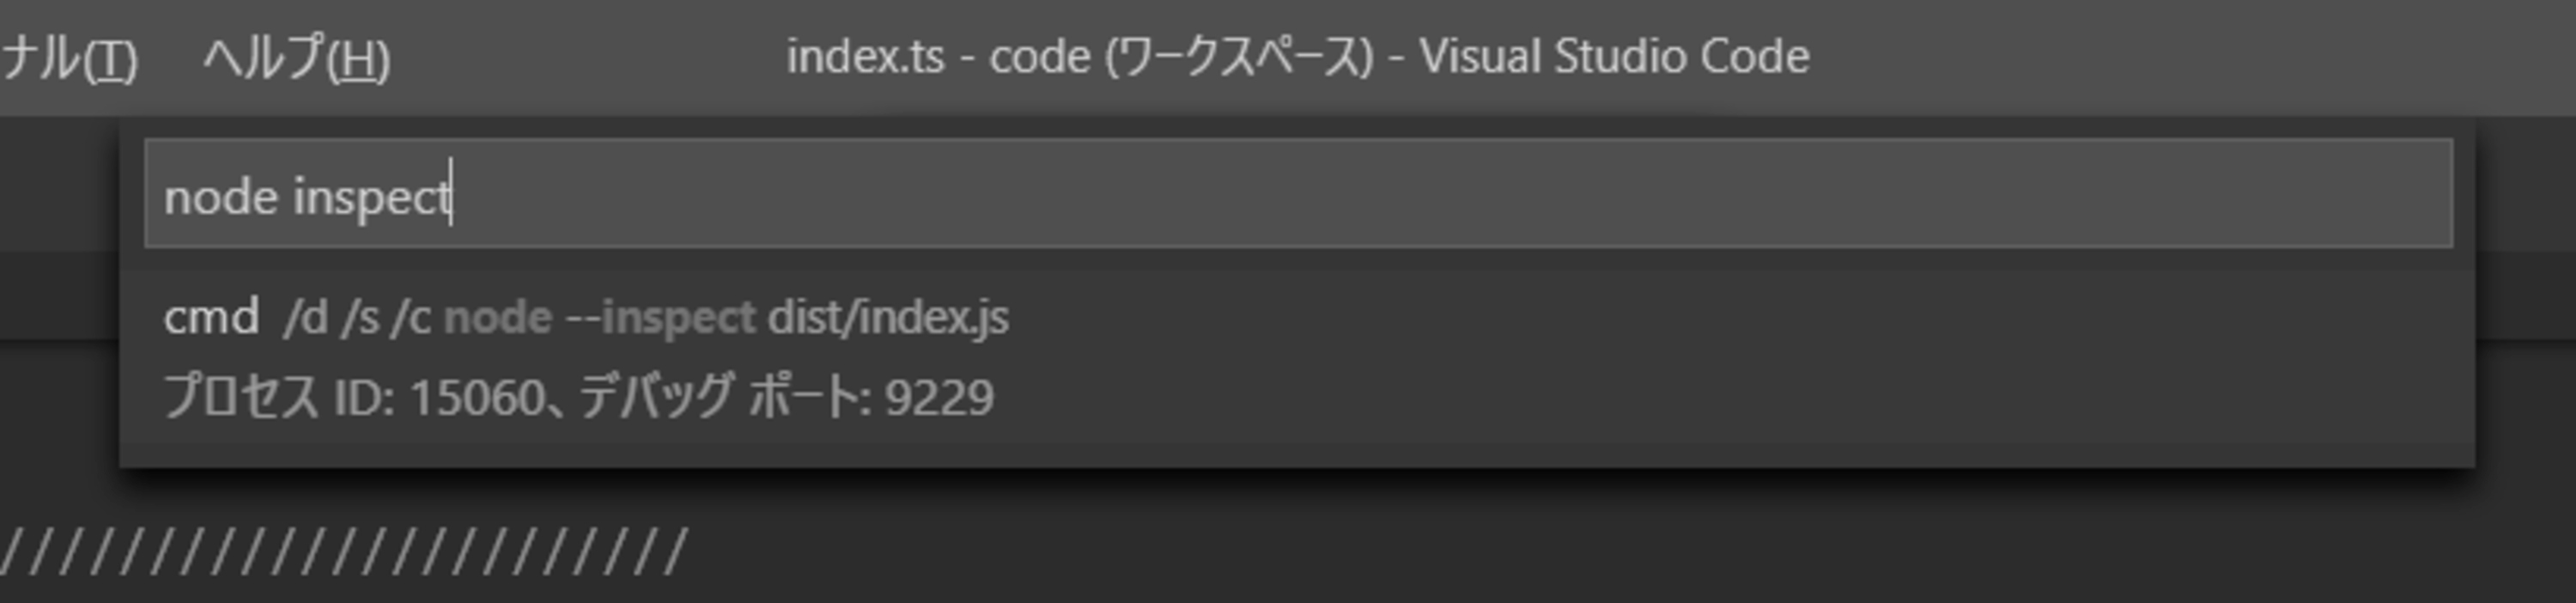 ナル(T) ヘルプ(H) index.ts - code (ワークスペース) - Visual Studio Code
node inspect
cmd /d /s /c node --inspect dist/index.js
プロセス ID: 15060、デバッグ ポート: 9229
///////////////////////